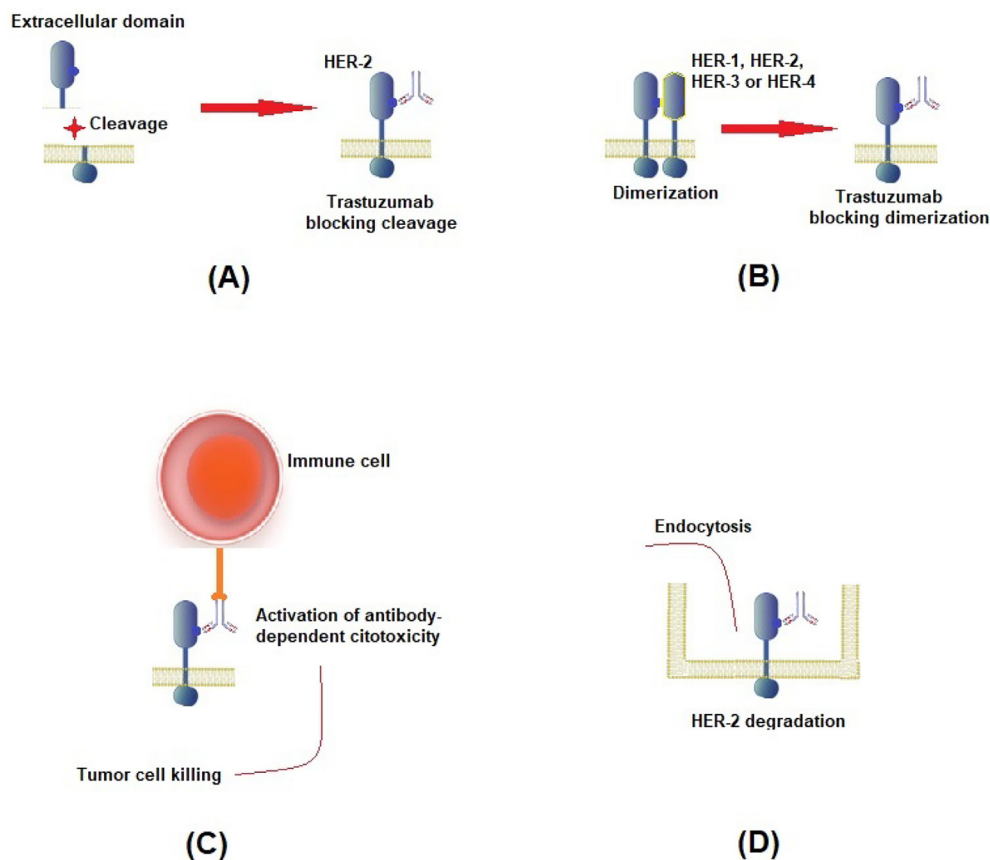 Extracellular domain
Cleavage
HER-2
Trastuzumab
blocking cleavage
(A)
HER-1, HER-2,
HER-3 or HER-4
Dimerization
Trastuzumab
blocking dimerization
(B)
Immune cell
Activation of antibody-
dependent citotoxicity
Tumor cell killing
(C)
Endocytosis
HER-2 degradation
(D)